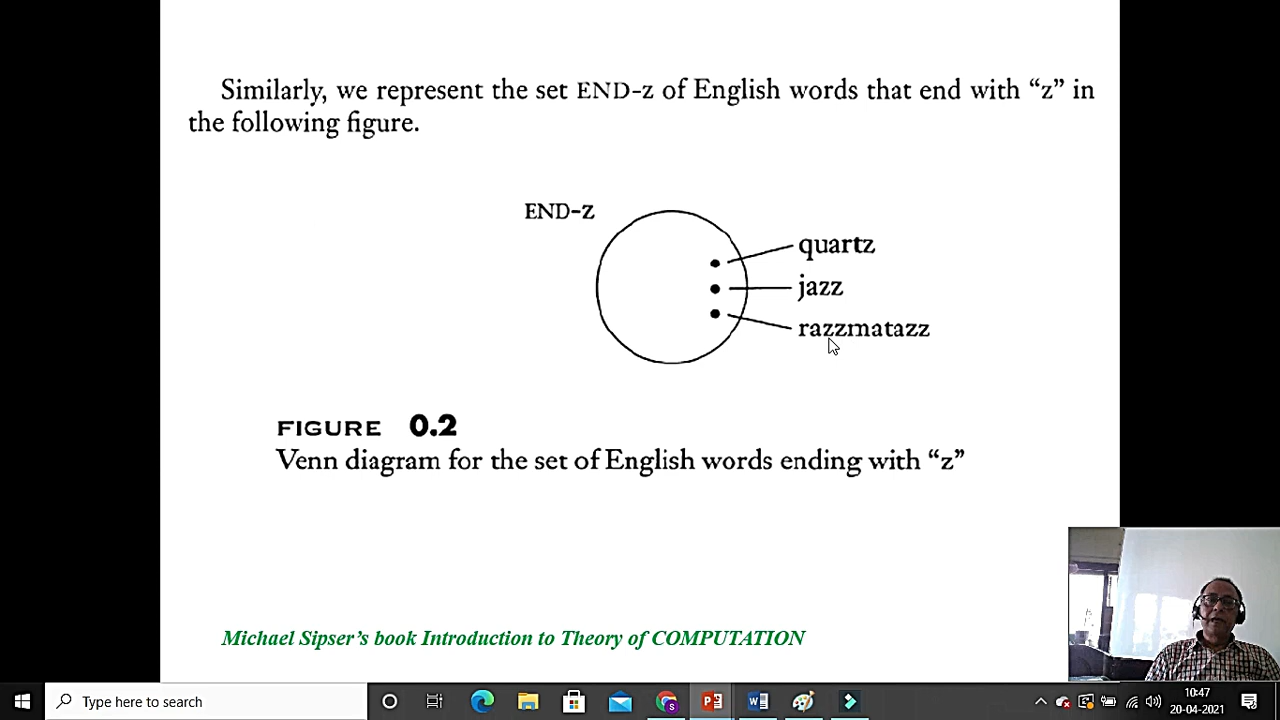 Similarly, we represent the set END-Z of English words that end with “z” in
the following figure.
END-Z
quartz
jazz
razzmatazz
FIGURE 0.2
Venn diagram for the set of English words ending with “z”
Michael Sipser’s book Introduction to Theory of COMPUTATION
Type here to search
10:47
20-04-2021